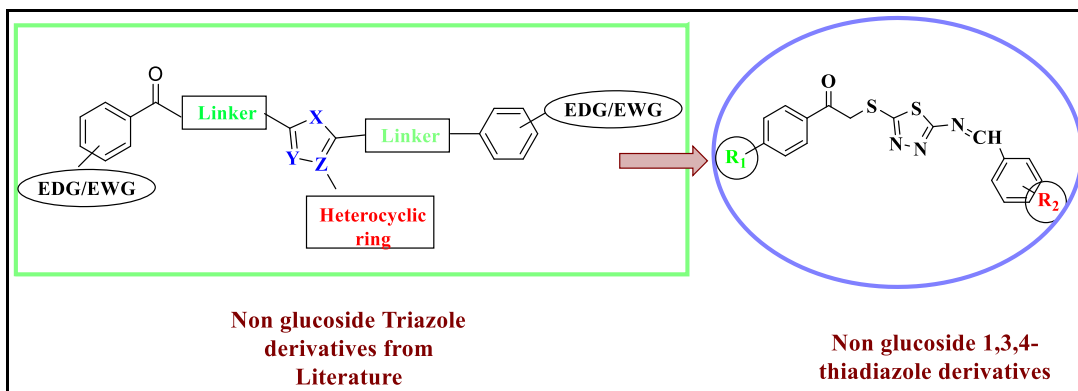 O
Linker
X
Y
Z
Linker
EDG/EWG
EDG/EWG
Heterocyclic
ring
Non glucoside Triazole
derivatives from
Literature
O
S
S
N
N
N
CH
R1
R2
Non glucoside 1,3,4-
thiadiazole derivatives